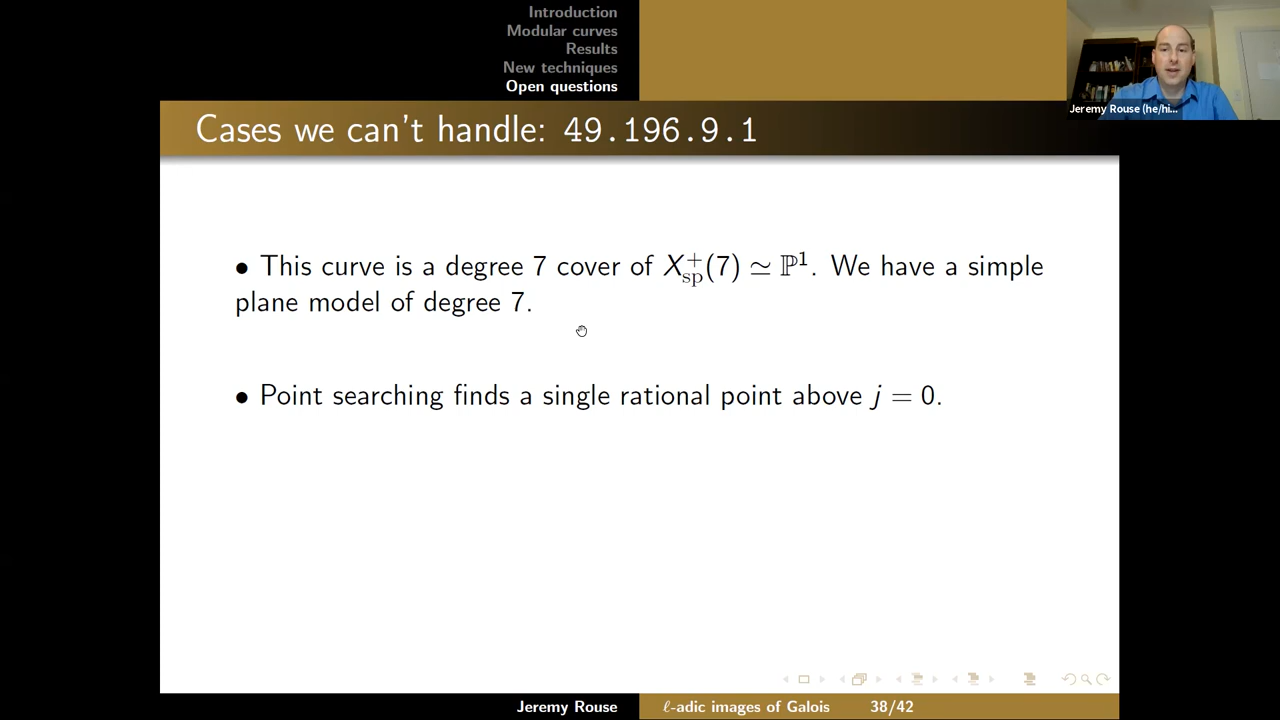 Introduction
Modular curves
Results
New techniques
Open questions
Jeremy Rouse (he/hi...
Cases we can't handle: 49.196.9.1
• This curve is a degree 7 cover of X⁺ₛₚ(7) ≃ ℙ¹. We have a simple
plane model of degree 7.
• Point searching finds a single rational point above j = 0.
Jeremy Rouse ℓ-adic images of Galois 38/42